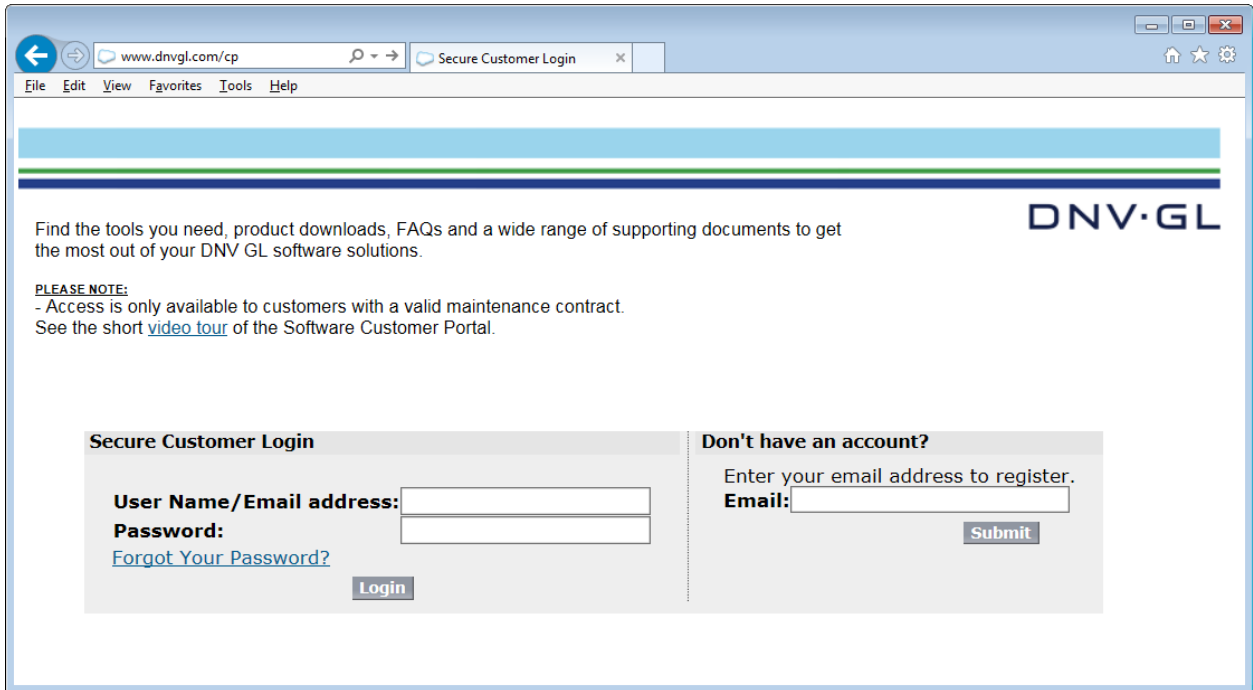 www.dnvgl.com/cp
Secure Customer Login
File Edit View Favorites Tools Help
DNV·GL
Find the tools you need, product downloads, FAQs and a wide range of supporting documents to get
the most out of your DNV GL software solutions.
PLEASE NOTE:
- Access is only available to customers with a valid maintenance contract.
See the short video tour of the Software Customer Portal.
Secure Customer Login
User Name/Email address:
Password:
Forgot Your Password?
Login
Don't have an account?
Enter your email address to register.
Email:
Submit